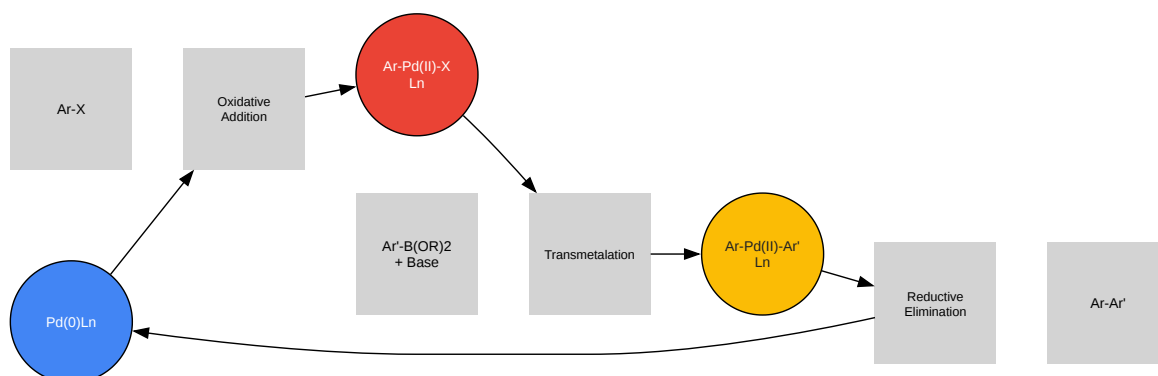 Ar-X
Oxidative
Addition
Ar-Pd(II)-X
Ln
Ar'-B(OR)2
+ Base
Transmetalation
Ar-Pd(II)-Ar'
Ln
Reductive
Elimination
Ar-Ar'
Pd(0)Ln